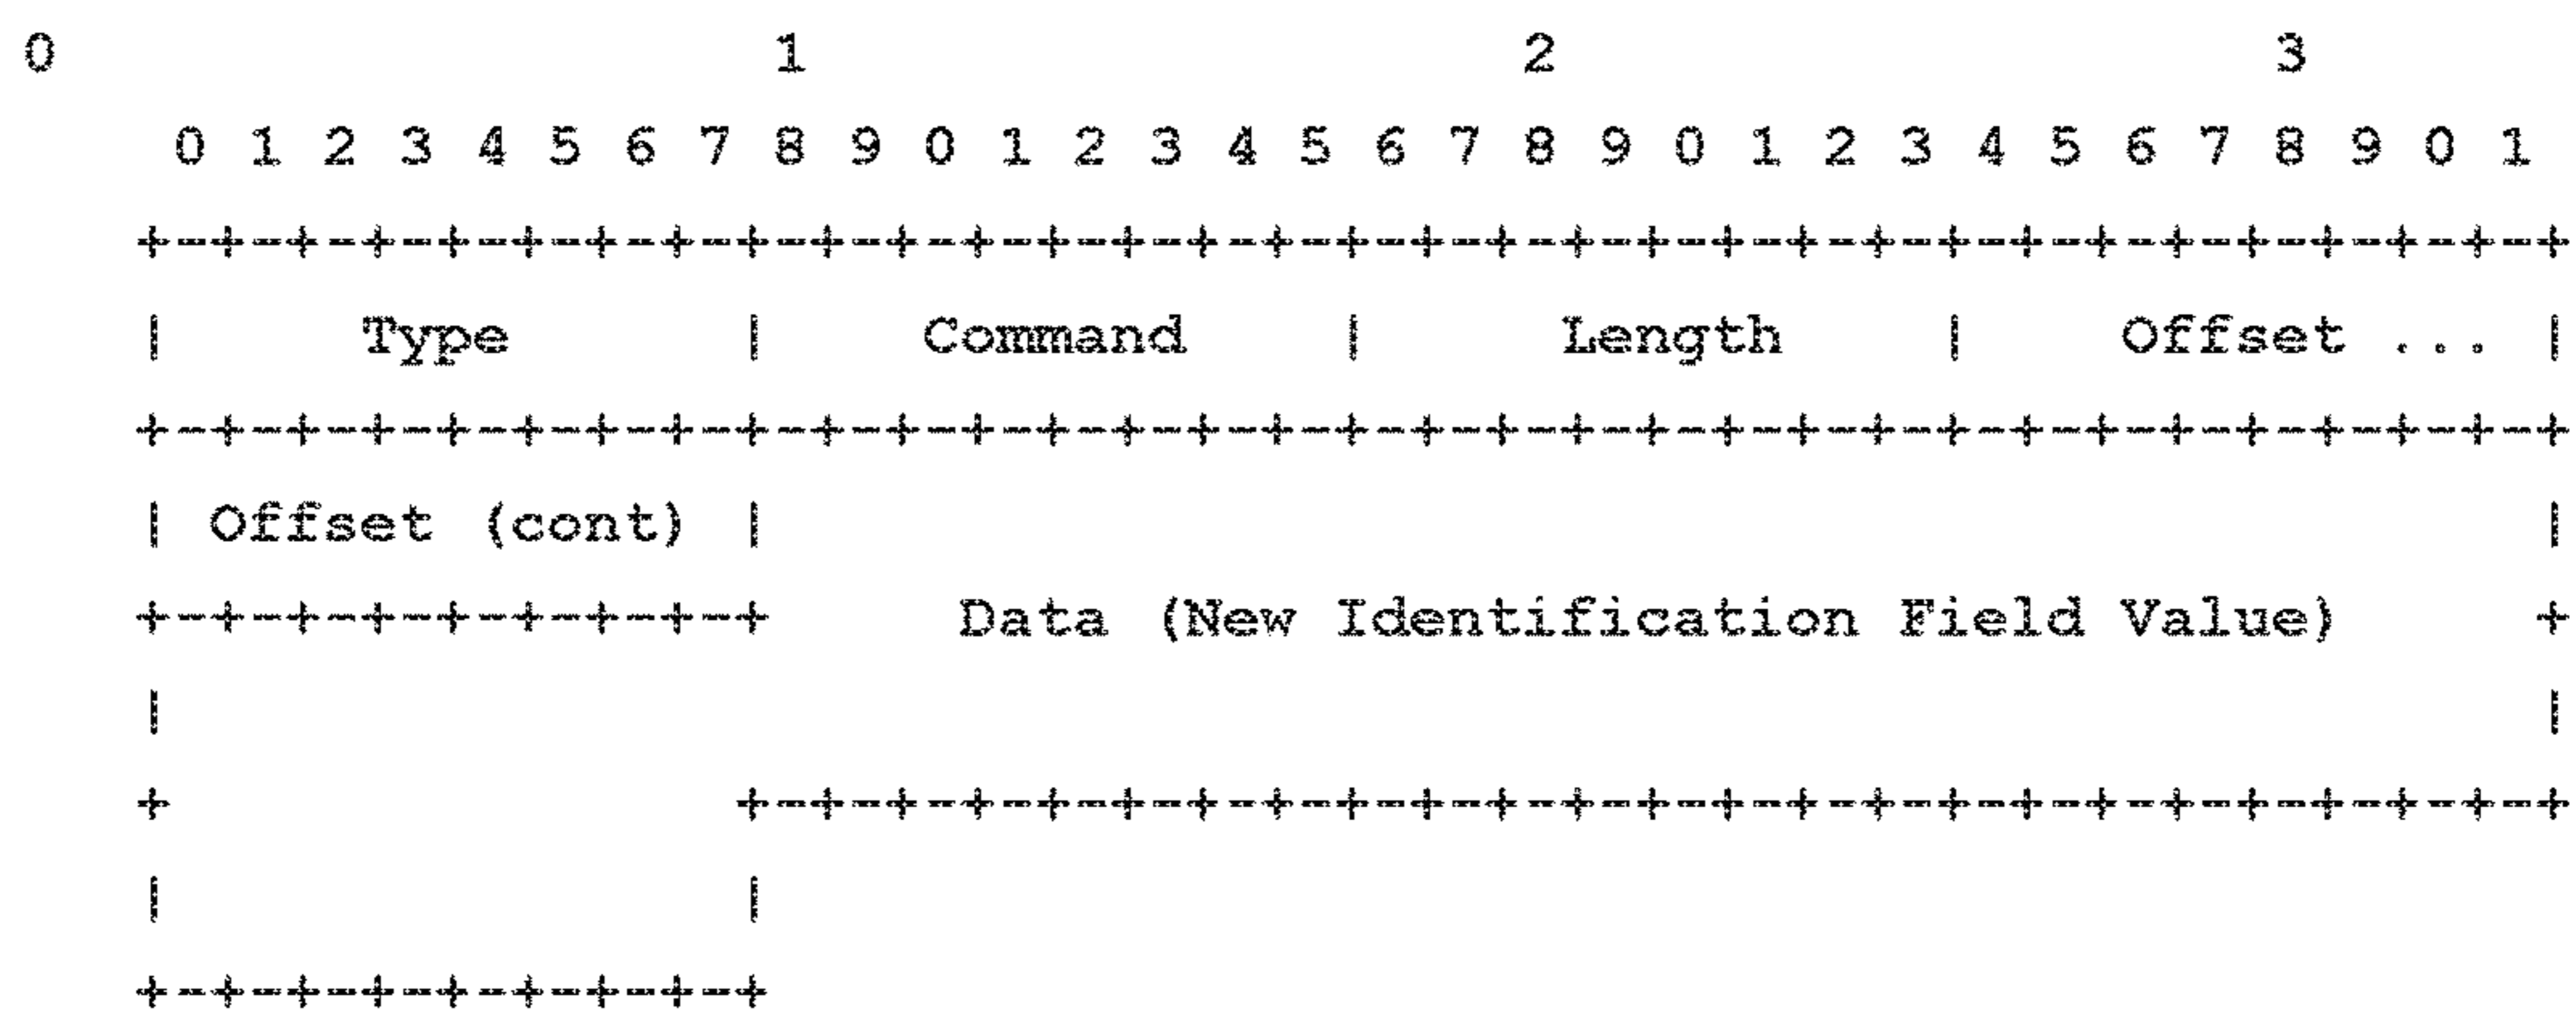 0                   1                   2                   3
    0 1 2 3 4 5 6 7 8 9 0 1 2 3 4 5 6 7 8 9 0 1 2 3 4 5 6 7 8 9 0 1
   +-+-+-+-+-+-+-+-+-+-+-+-+-+-+-+-+-+-+-+-+-+-+-+-+-+-+-+-+-+-+-+-+
   |     Type      |    Command    |     Length    |    Offset ... |
   +-+-+-+-+-+-+-+-+-+-+-+-+-+-+-+-+-+-+-+-+-+-+-+-+-+-+-+-+-+-+-+-+
   | Offset (cont) |                                               |
   +-+-+-+-+-+-+-+-+     Data (New Identification Field Value)     +
   |                                                               |
   +               +-+-+-+-+-+-+-+-+-+-+-+-+-+-+-+-+-+-+-+-+-+-+-+-+
   |               |
   +-+-+-+-+-+-+-+-+